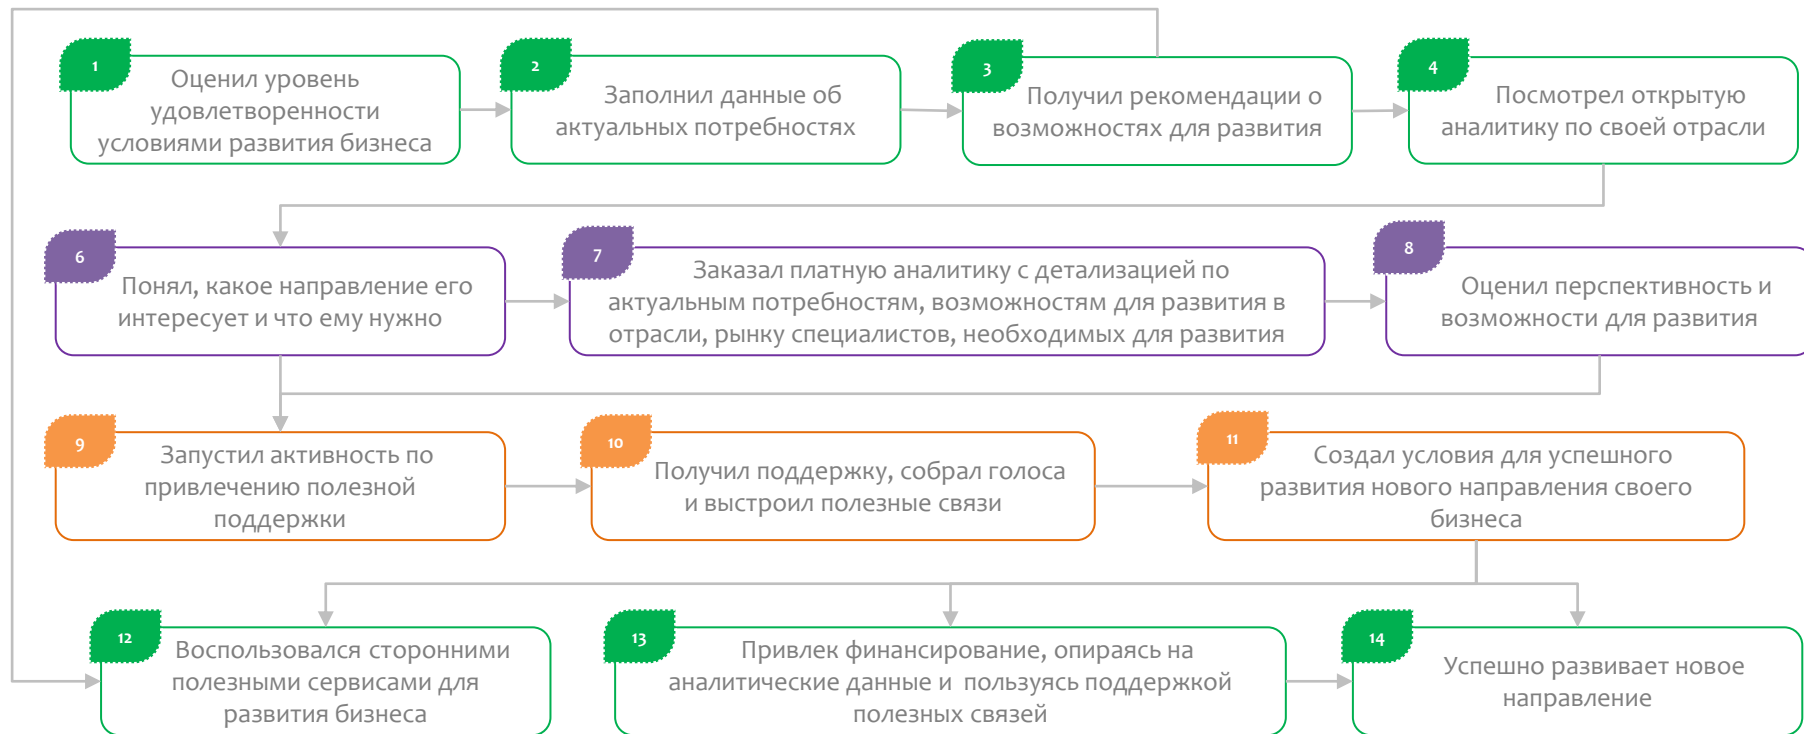 1
Оценил уровень
удовлетворенности
условиями развития бизнеса
2
Заполнил данные об
актуальных потребностях
3
Получил рекомендации о
возможностях для развития
4
Посмотрел открытую
аналитику по своей отрасли
6
Понял, какое направление его
интересует и что ему нужно
7
Заказал платную аналитику с детализацией по
актуальным потребностям, возможностям для развития в
отрасли, рынку специалистов, необходимых для развития
8
Оценил перспективность и
возможности для развития
9
Запустил активность по
привлечению полезной
поддержки
10
Получил поддержку, собрал голоса
и выстроил полезные связи
11
Создал условия для успешного
развития нового направления своего
бизнеса
12
Воспользовался сторонними
полезными сервисами для
развития бизнеса
13
Привлек финансирование, опираясь на
аналитические данные и пользуясь поддержкой
полезных связей
14
Успешно развивает новое
направление